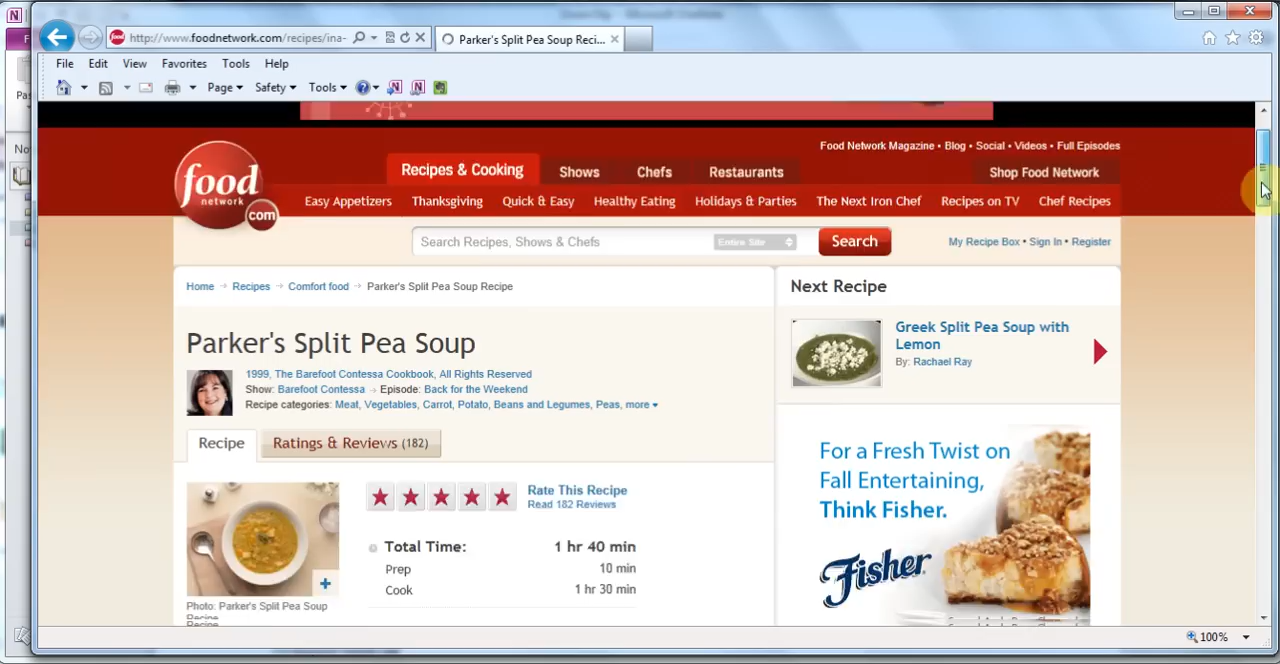 http://www.foodnetwork.com/recipes/ina-
Parker's Split Pea Soup Reci...
File Edit View Favorites Tools Help
Page Safety Tools
food
network
com
Food Network Magazine • Blog • Social • Videos • Full Episodes
Recipes & Cooking Shows Chefs Restaurants Shop Food Network
Easy Appetizers Thanksgiving Quick & Easy Healthy Eating Holidays & Parties The Next Iron Chef Recipes on TV Chef Recipes
Search Recipes, Shows & Chefs Entire Site Search My Recipe Box • Sign In • Register
Home Recipes Comfort food Parker's Split Pea Soup Recipe
Next Recipe
Parker's Split Pea Soup
Greek Split Pea Soup with
Lemon
By: Rachael Ray
1999, The Barefoot Contessa Cookbook, All Rights Reserved
Show: Barefoot Contessa Episode: Back for the Weekend
Recipe categories: Meat, Vegetables, Carrot, Potato, Beans and Legumes, Peas, more
Recipe Ratings & Reviews (182)
For a Fresh Twist on
Fall Entertaining,
Think Fisher.
Fisher
Rate This Recipe
Read 182 Reviews
Total Time: 1 hr 40 min
Prep 10 min
Cook 1 hr 30 min
Photo: Parker's Split Pea Soup
Recipe
100%